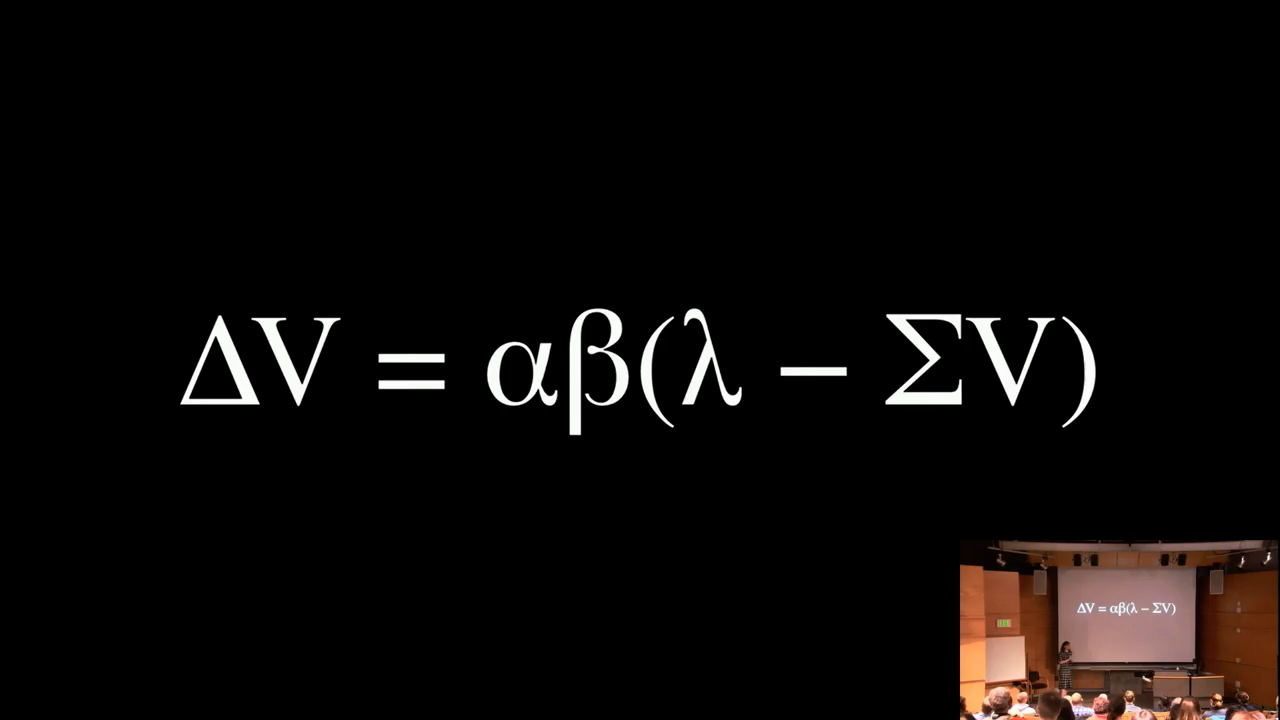 ΔV = αβ(λ − ΣV)
ΔV = αβ(λ − ΣV)